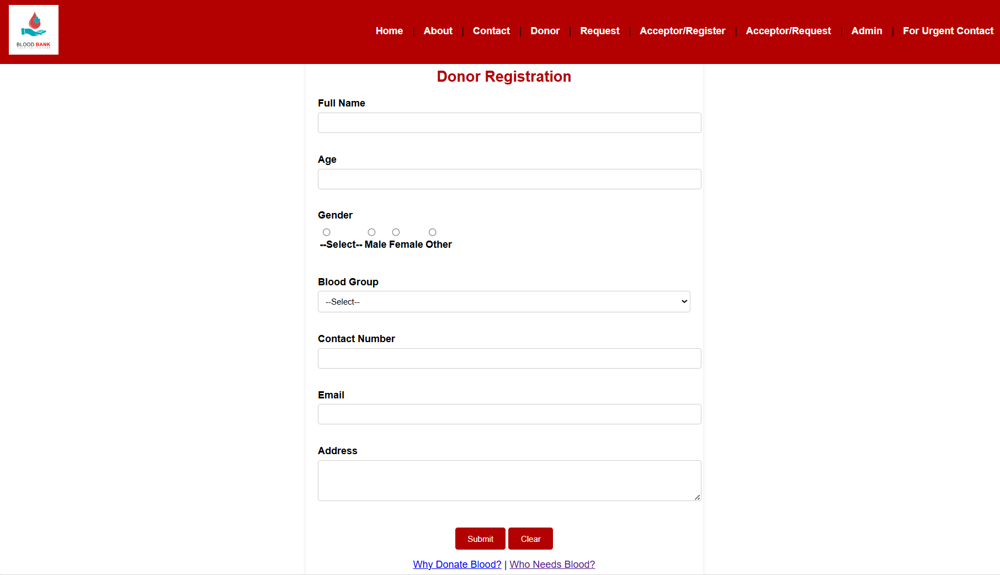 BLOOD BANK
Home | About | Contact | Donor | Request | Acceptor/Register | Acceptor/Request | Admin | For Urgent Contact
Donor Registration
Full Name
Age
Gender
--Select-- Male Female Other
Blood Group
--Select--
Contact Number
Email
Address
Submit Clear
Why Donate Blood? | Who Needs Blood?